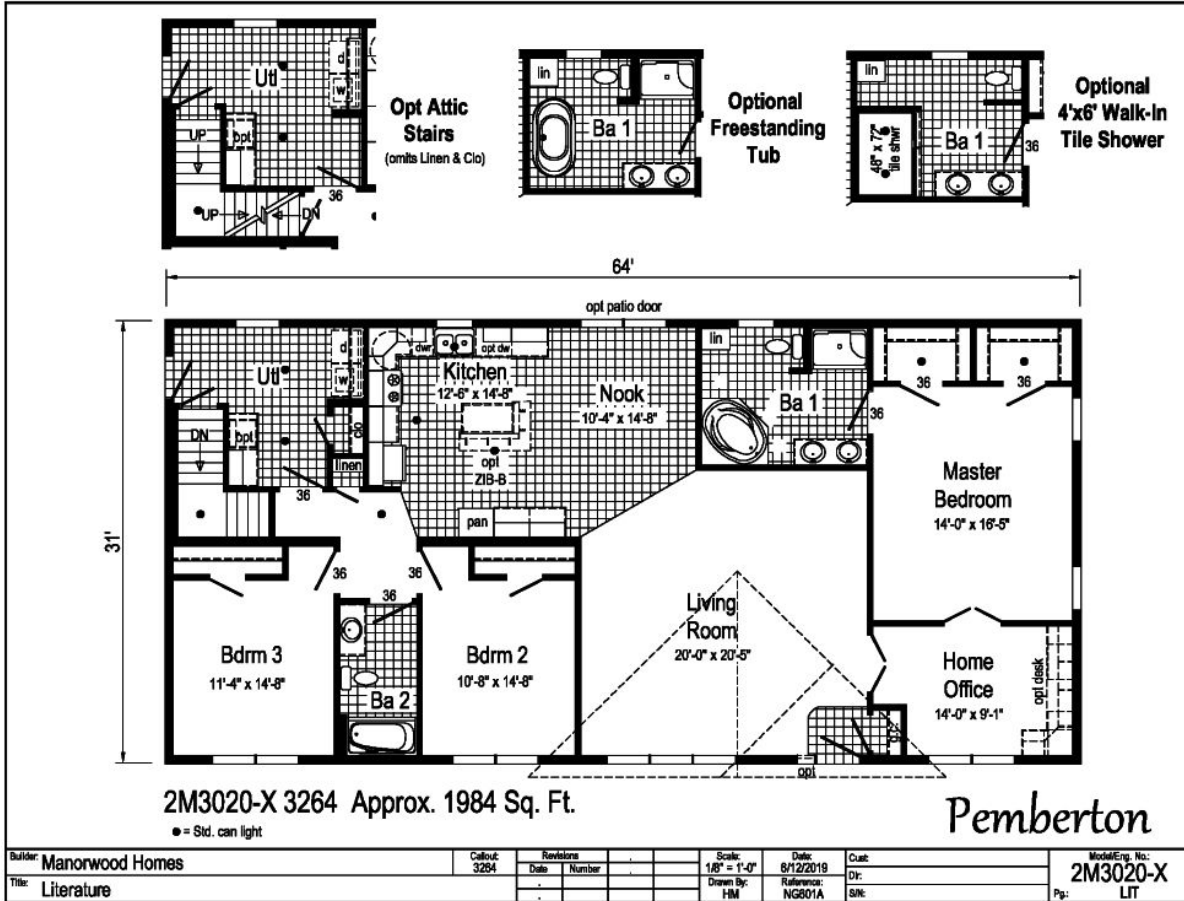 Utl
d
w
opt
UP
UP
DN
36
Opt Attic
Stairs
(omits Linen & Clo)
lin
Ba 1
Optional
Freestanding
Tub
lin
48" x 72"
tile shwr
Ba 1
36
Optional
4'x6' Walk-In
Tile Shower
64'
opt patio door
31'
Utl
d
w
DN
opt
clo
linen
36
dwr
opt dw
Kitchen
12'-6" x 14'-8"
opt
ZIB-B
pan
Nook
10'-4" x 14'-8"
lin
Ba 1
36
36
36
Master
Bedroom
14'-0" x 16'-5"
36
36
36
Bdrm 3
11'-4" x 14'-8"
Ba 2
Bdrm 2
10'-8" x 14'-8"
Living
Room
20'-0" x 20'-5"
Home
Office
14'-0" x 9'-1"
opt desk
opt
2M3020-X 3264 Approx. 1984 Sq. Ft.
● = Std. can light
Pemberton
Builder: Manorwood Homes
Title: Literature
Callout:
3264
Revisions
Date Number
Scale:
1/8" = 1'-0"
Drawn By:
HM
Date:
6/12/2019
Reference:
NG601A
Cust:
Dir:
S/N:
Model/Eng. No.:
2M3020-X
Pg.: LIT